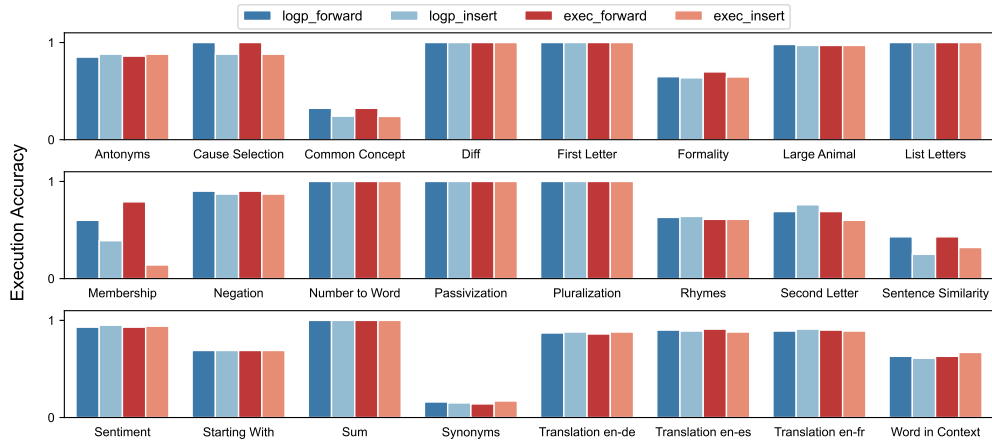 logp_forward logp_insert exec_forward exec_insert
Execution Accuracy
1
0
Antonyms Cause Selection Common Concept Diff First Letter Formality Large Animal List Letters
1
0
Membership Negation Number to Word Passivization Pluralization Rhymes Second Letter Sentence Similarity
1
0
Sentiment Starting With Sum Synonyms Translation en-de Translation en-es Translation en-fr Word in Context